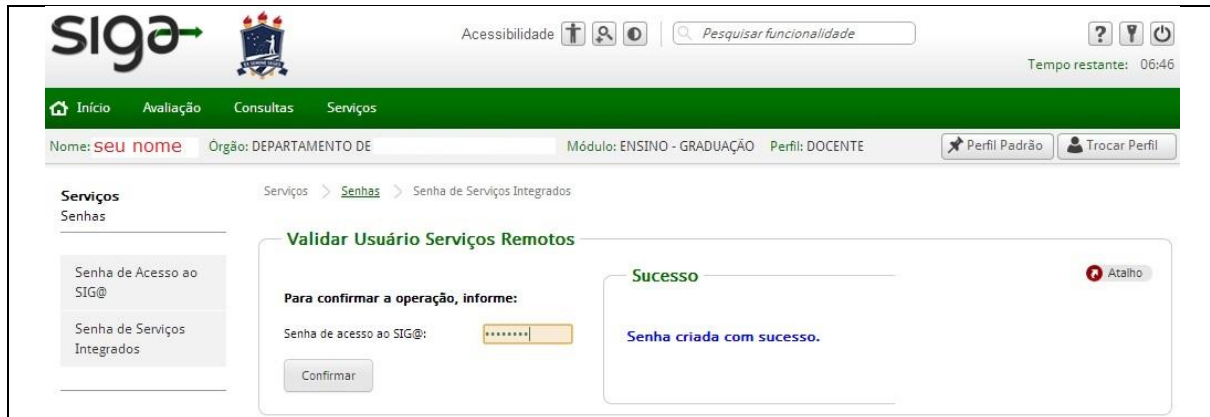 sig@
Acessibilidade Pesquisar funcionalidade
Tempo restante: 06:46
Início Avaliação Consultas Serviços
Nome: seu nome Órgão: DEPARTAMENTO DE Módulo: ENSINO - GRADUAÇÃO Perfil: DOCENTE Perfil Padrão Trocar Perfil
Serviços
Senhas
Serviços > Senhas > Senha de Serviços Integrados
Senha de Acesso ao
SIG@
Senha de Serviços
Integrados
Validar Usuário Serviços Remotos
Para confirmar a operação, informe:
Senha de acesso ao SIG@: ••••••••
Confirmar
Sucesso
Atalho
Senha criada com sucesso.